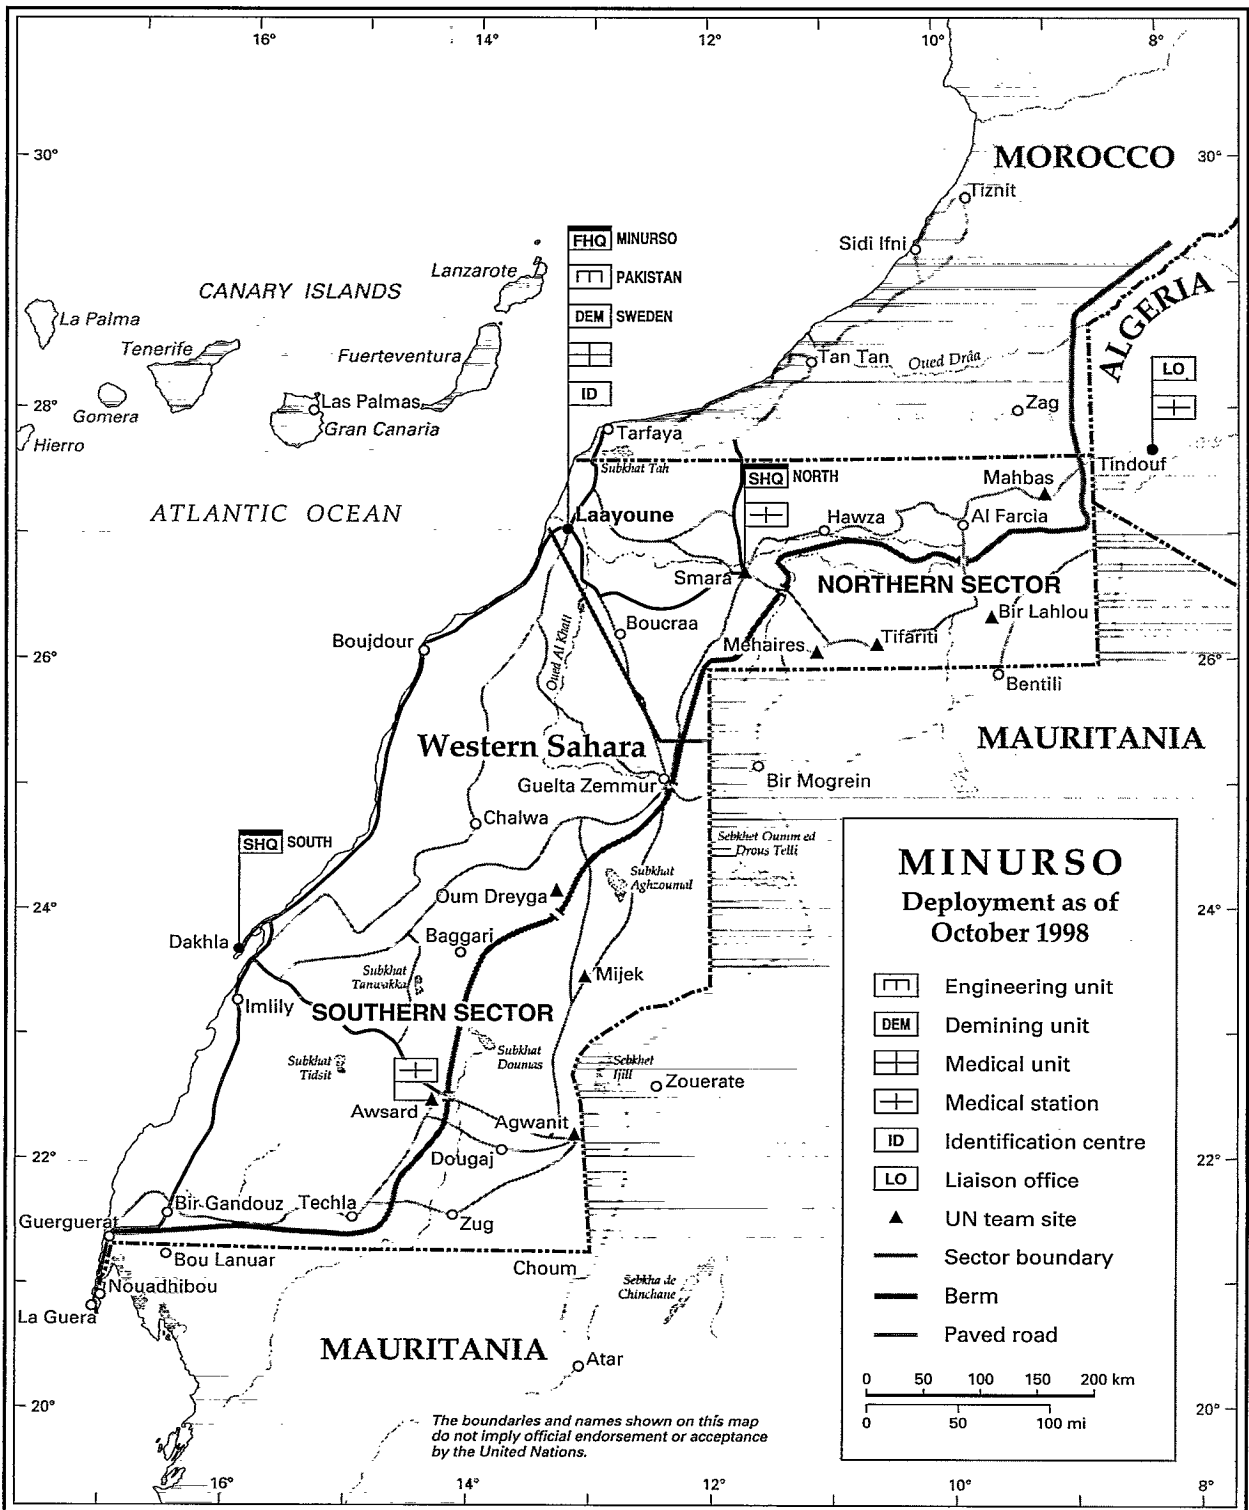 16° 14° 12° 10° 8°
30° MOROCCO 30°
Tiznit
Sidi Ifni
FHQ MINURSO
Lanzarote
PAKISTAN
CANARY ISLANDS
ALGERIA
La Palma
DEM SWEDEN
Tenerife
Fuerteventura
Tan Tan
Oued Drâa
LO
ID
28°
Las Palmas
Zag
Gomera
Gran Canaria
Hierro
Tarfaya
Subkhat Tah
Tindouf
SHQ NORTH
Mahbas
ATLANTIC OCEAN
Laayoune
Hawza
Al Farcia
Smara
NORTHERN SECTOR
Bir Lahlou
Boucraa
Boujdour
Oued Al Khatt
Mehaires
Tifariti
26° 26°
Bentili
Western Sahara
MAURITANIA
Guelta Zemmur
Bir Mogrein
Chalwa
SHQ SOUTH
Sebkhet Oumm ed
Drous Telli
MINURSO
Deployment as of
October 1998
Subkhat
Aghzoumal
Oum Dreyga
24° 24°
Dakhla
Baggari
Subkhat
Tanwakka
Mijek
Imlily
SOUTHERN SECTOR
Subkhat
Tidsit
Subkhat
Doumas
Sebkhet
Ijill
Zouerate
Awsard
Agwanit
Dougaj
22° 22°
Bir-Gandouz
Techla
Zug
Guerguerat
Bou Lanuar
Choum
Nouadhibou
La Guera
Sebkha de
Chinchane
MAURITANIA
Atar
Engineering unit
DEM Demining unit
Medical unit
Medical station
ID Identification centre
LO Liaison office
UN team site
Sector boundary
Berm
Paved road
0 50 100 150 200 km
0 50 100 mi
20° 20°
The boundaries and names shown on this map
do not imply official endorsement or acceptance
by the United Nations.
16° 14° 12° 10° 8°